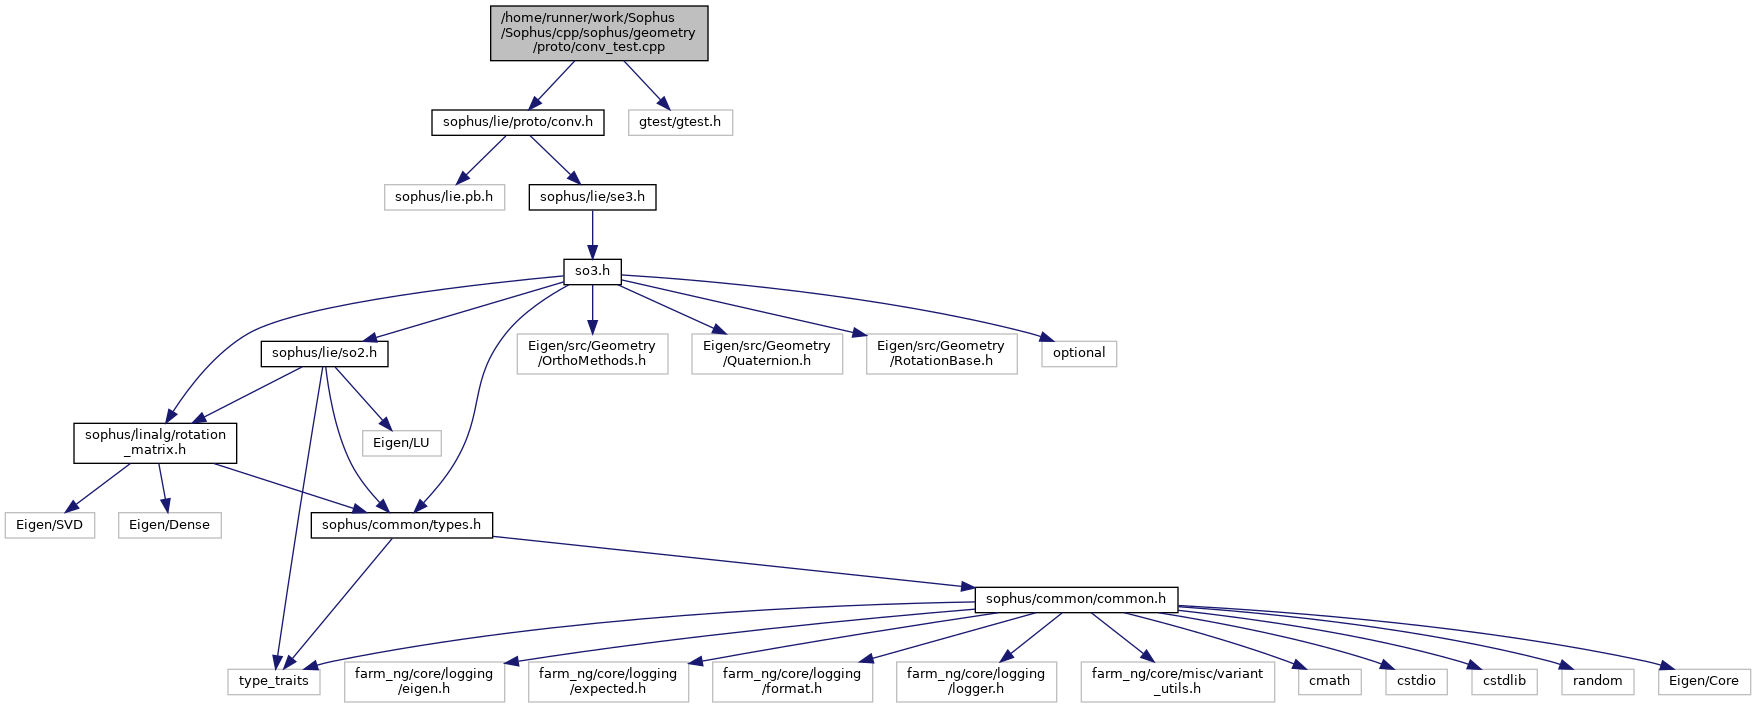 /home/runner/work/Sophus
/Sophus/cpp/sophus/geometry
/proto/conv_test.cpp
sophus/lie/proto/conv.h
gtest/gtest.h
sophus/lie.pb.h
sophus/lie/se3.h
so3.h
sophus/lie/so2.h
Eigen/src/Geometry
/OrthoMethods.h
Eigen/src/Geometry
/Quaternion.h
Eigen/src/Geometry
/RotationBase.h
optional
sophus/linalg/rotation
_matrix.h
Eigen/LU
Eigen/SVD
Eigen/Dense
sophus/common/types.h
sophus/common/common.h
type_traits
farm_ng/core/logging
/eigen.h
farm_ng/core/logging
/expected.h
farm_ng/core/logging
/format.h
farm_ng/core/logging
/logger.h
farm_ng/core/misc/variant
_utils.h
cmath
cstdio
cstdlib
random
Eigen/Core